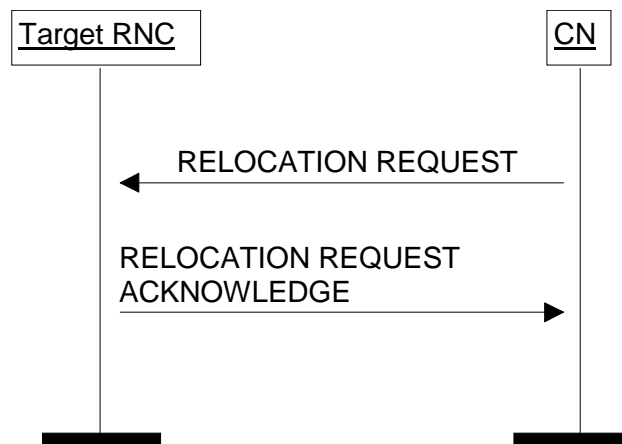 Target RNC
CN
RELOCATION REQUEST
RELOCATION REQUEST
ACKNOWLEDGE